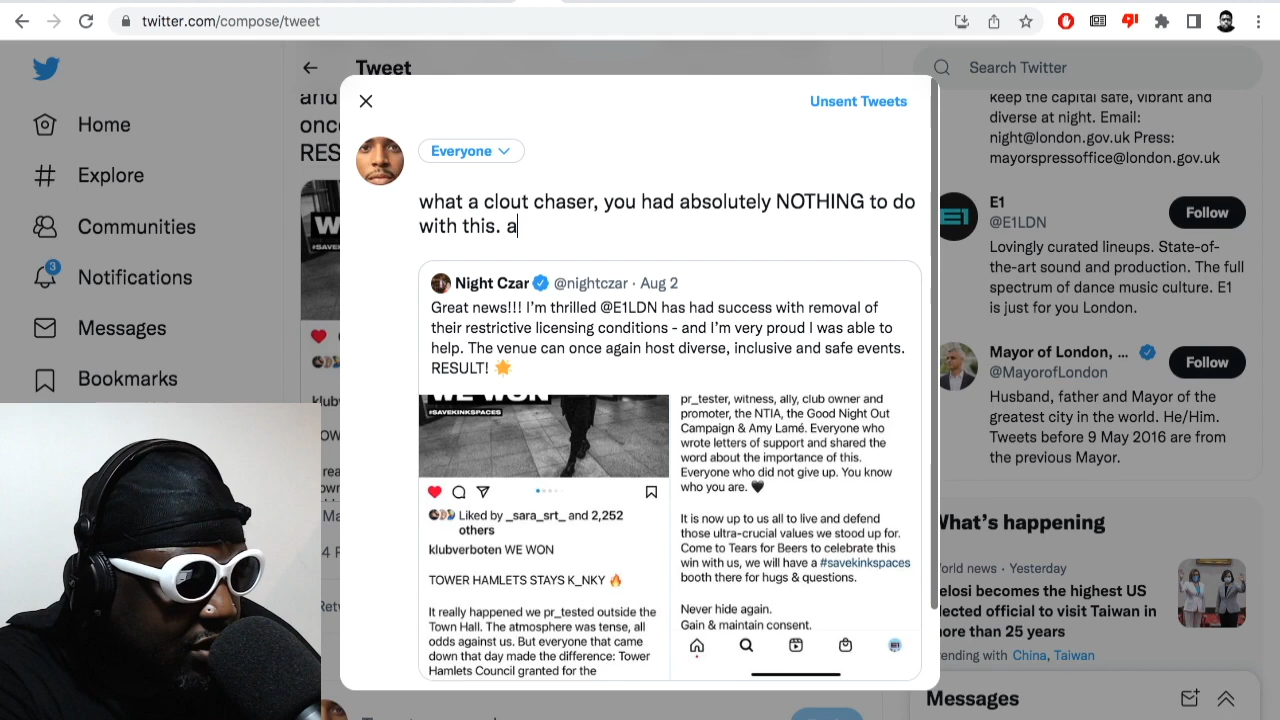 twitter.com/compose/tweet
Tweet
Search Twitter
Home
Explore
Communities
3
Notifications
Messages
Bookmarks
and
once
RES
Unsent Tweets
Everyone
what a clout chaser, you had absolutely NOTHING to do
with this. a
Night Czar @nightczar · Aug 2
Great news!!! I'm thrilled @E1LDN has had success with removal of
their restrictive licensing conditions - and I'm very proud I was able to
help. The venue can once again host diverse, inclusive and safe events.
RESULT! 🌟
WE WON
#SAVEKINKSPACES
Liked by _sara_srt_ and 2,252
others
klubverboten WE WON
TOWER HAMLETS STAYS K_NKY 🔥
It really happened we pr_tested outside the
Town Hall. The atmosphere was tense, all
odds against us. But everyone that came
down that day made the difference: Tower
Hamlets Council granted for the
pr_tester, witness, ally, club owner and
promoter, the NTIA, the Good Night Out
Campaign & Amy Lamé. Everyone who
wrote letters of support and shared the
word about the importance of this.
Everyone who did not give up. You know
who you are. 🖤
It is now up to us all to live and defend
those ultra-crucial values we stood up for.
Come to Tears for Beers to celebrate this
win with us, we will have a #savekinkspaces
booth there for hugs & questions.
Never hide again.
Gain & maintain consent.
keep the capital safe, vibrant and
diverse at night. Email:
night@london.gov.uk Press:
mayorspressoffice@london.gov.uk
E1
@E1LDN
Follow
Lovingly curated lineups. State-of-
the-art sound and production. The full
spectrum of dance music culture. E1
is just for you London.
Mayor of London, ...
@MayorofLondon
Follow
Husband, father and Mayor of the
greatest city in the world. He/Him.
Tweets before 9 May 2016 are from
the previous Mayor.
What's happening
World news · Yesterday
Pelosi becomes the highest US
elected official to visit Taiwan in
more than 25 years
Trending with China, Taiwan
Messages